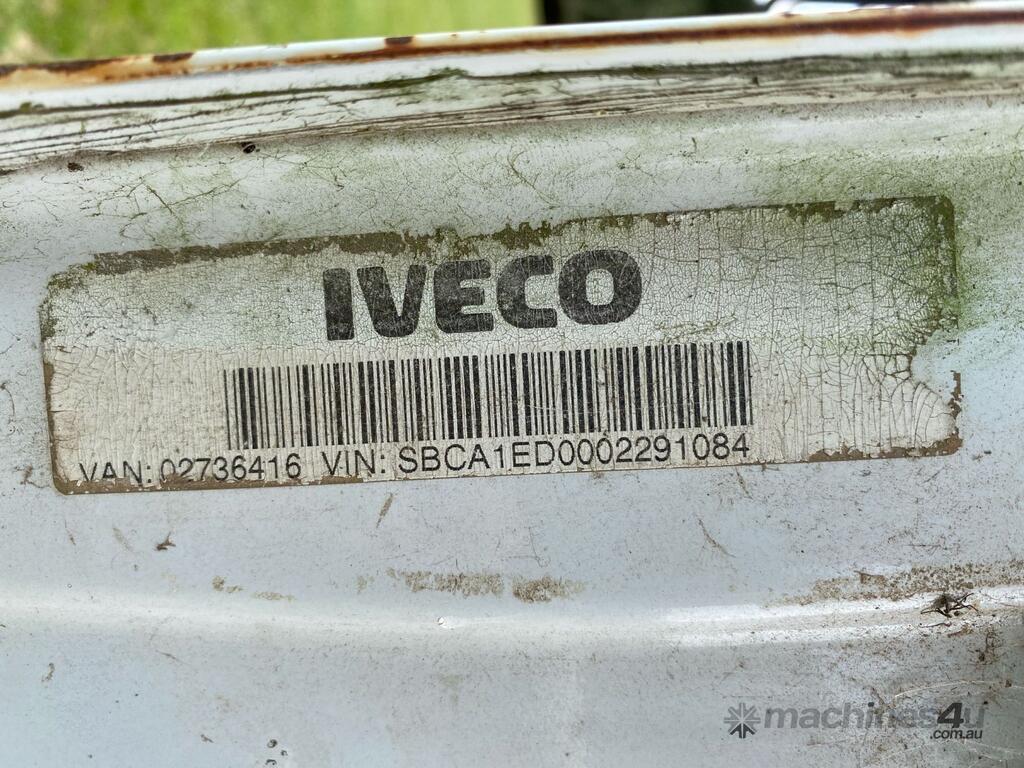 IVECO
VAN: 02736416 VIN: SBCA1ED0002291084
machines4u
.com.au